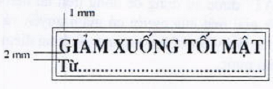 1 mm
2 mm
GIẢM XUỐNG TỐI MẬT
Từ..........................................